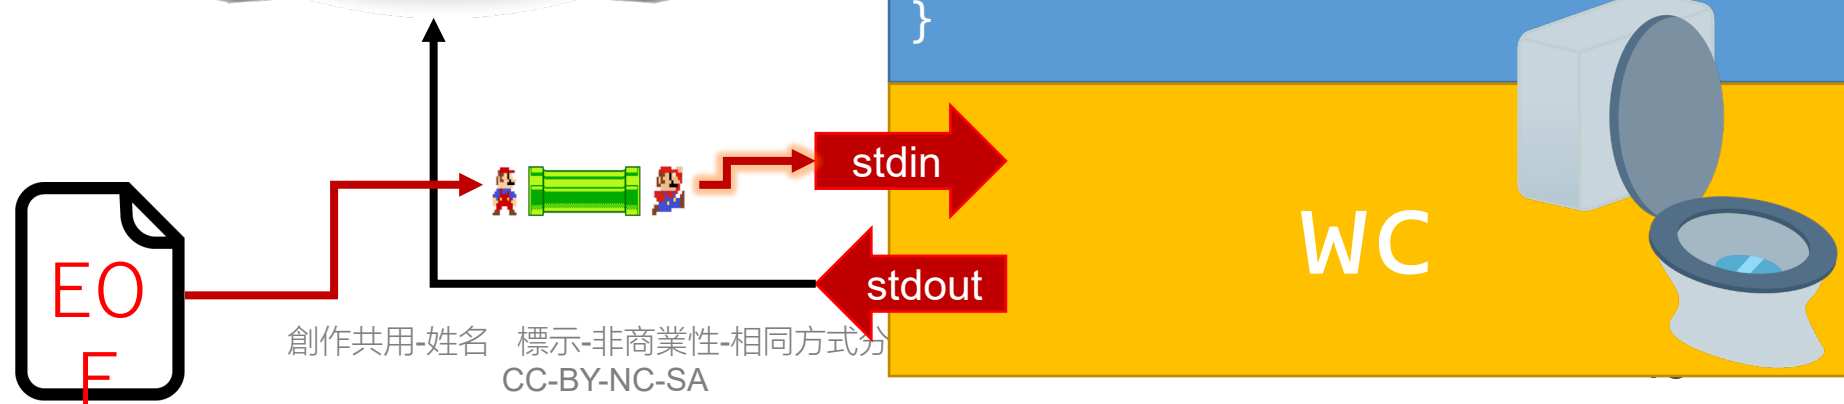 }
stdin
WC
stdout
EO
F
創作共用-姓名 標示-非商業性-相同方式分
CC-BY-NC-SA